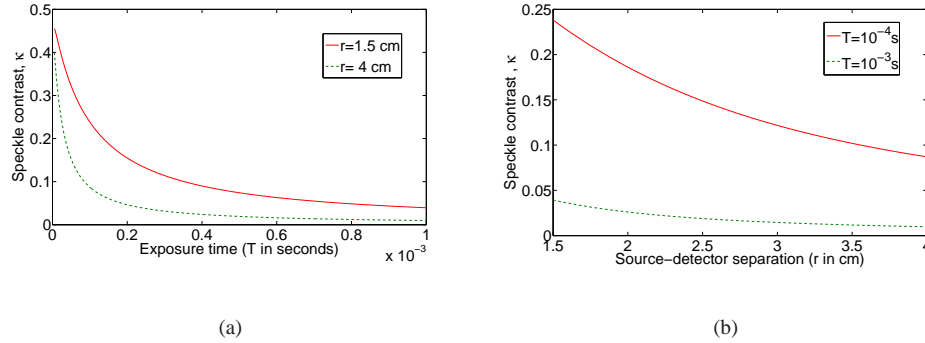 0.5
0.4
0.3
0.2
0.1
0
Speckle contrast, κ
r=1.5 cm
r= 4 cm
0 0.2 0.4 0.6 0.8 1
x 10⁻³
Exposure time (T in seconds)
(a)
0.25
0.2
0.15
0.1
0.05
0
Speckle contrast , κ
T=10⁻⁴s
T=10⁻³s
1.5 2 2.5 3 3.5 4
Source−detector separation (r in cm)
(b)